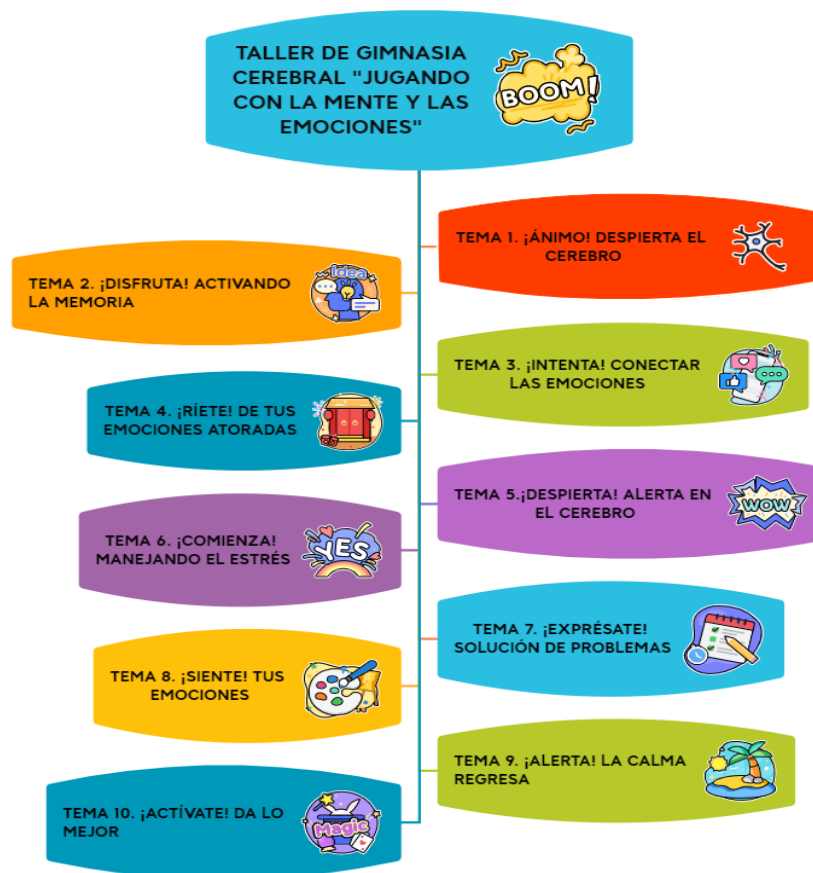 TALLER DE GIMNASIA
CEREBRAL "JUGANDO
CON LA MENTE Y LAS
EMOCIONES"
BOOM!
TEMA 1. ¡ÁNIMO! DESPIERTA EL
CEREBRO
TEMA 2. ¡DISFRUTA! ACTIVANDO
LA MEMORIA
Idea
TEMA 3. ¡INTENTA! CONECTAR
LAS EMOCIONES
TEMA 4. ¡RÍETE! DE TUS
EMOCIONES ATORADAS
TEMA 5.¡DESPIERTA! ALERTA EN
EL CEREBRO
WOW
TEMA 6. ¡COMIENZA!
MANEJANDO EL ESTRÉS
YES
TEMA 7. ¡EXPRÉSATE!
SOLUCIÓN DE PROBLEMAS
TEMA 8. ¡SIENTE! TUS
EMOCIONES
TEMA 9. ¡ALERTA! LA CALMA
REGRESA
TEMA 10. ¡ACTÍVATE! DA LO
MEJOR
Magic